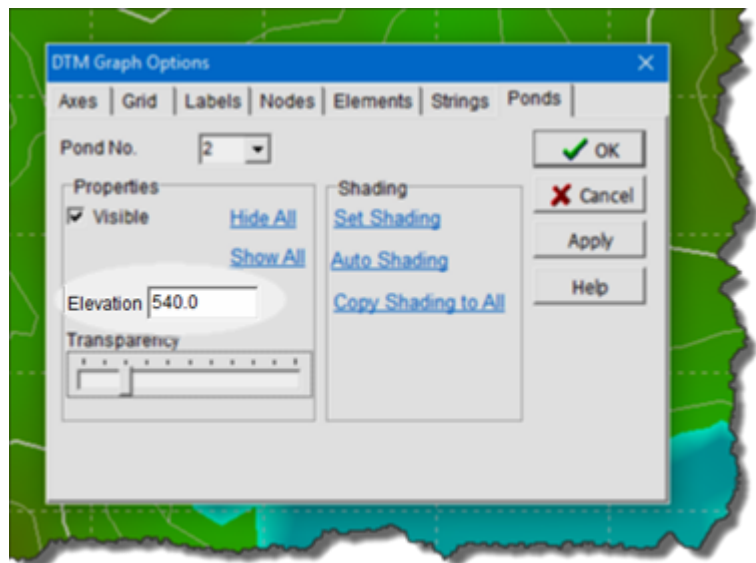 DTM Graph Options
Axes Grid Labels Nodes Elements Strings Ponds
Pond No. 2
OK
Properties
Visible Hide All
Show All
Elevation 540.0
Transparency
Shading
Set Shading
Auto Shading
Copy Shading to All
Cancel
Apply
Help